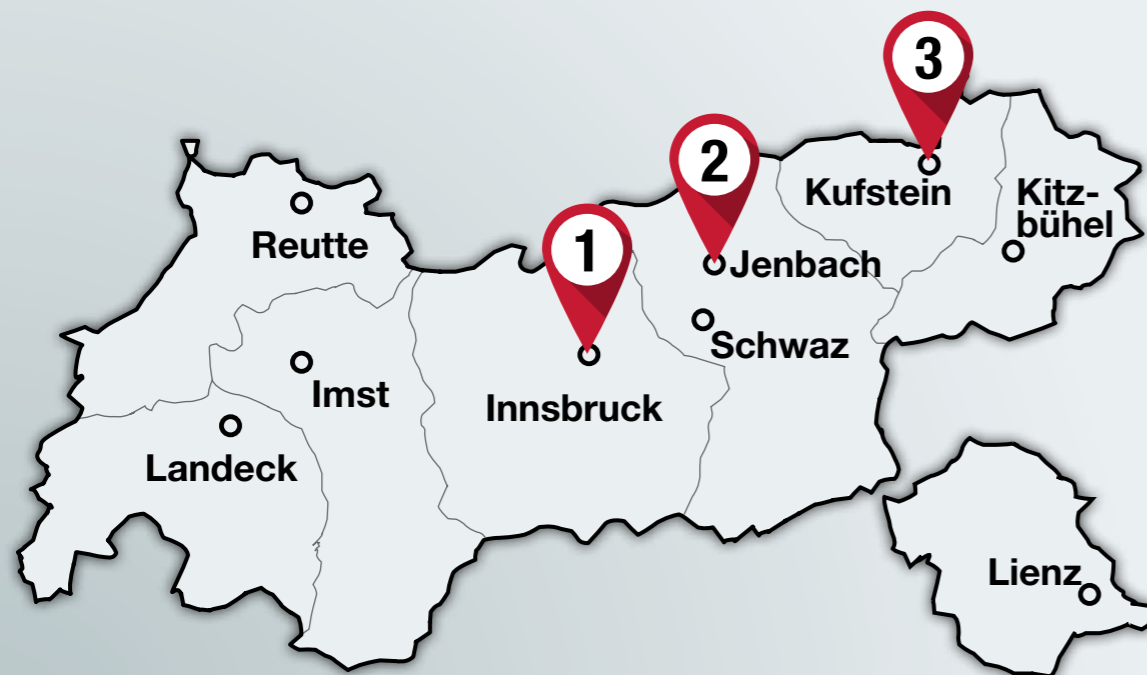 3
2
1
Kufstein
Kitz-
bühel
Reutte
Jenbach
Schwaz
Imst
Innsbruck
Landeck
Lienz